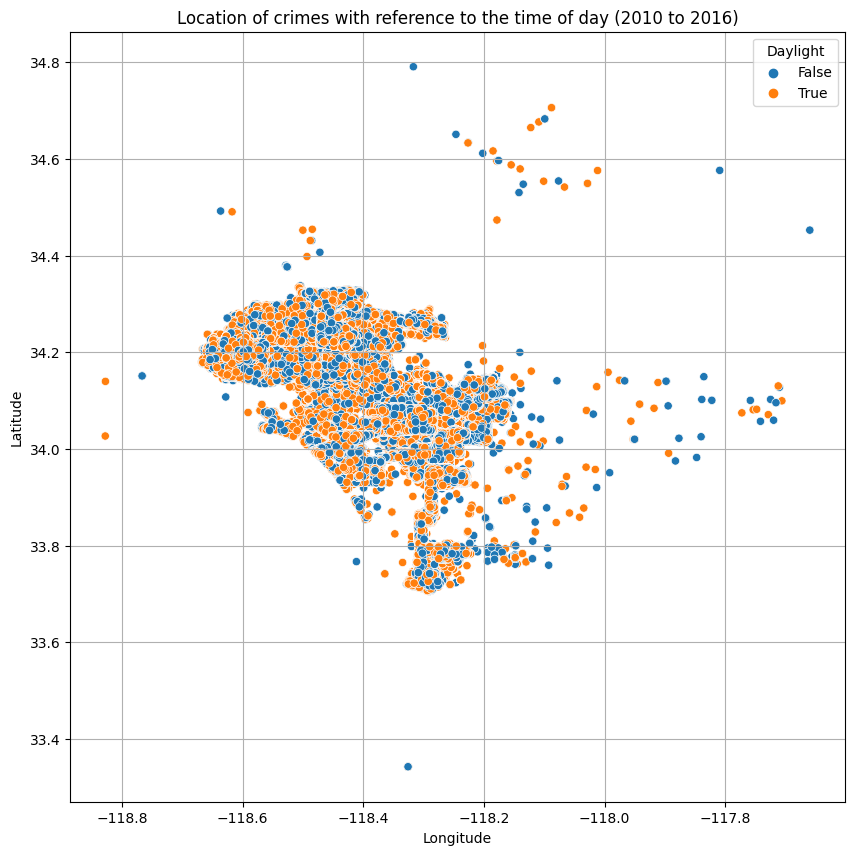 Location of crimes with reference to the time of day (2010 to 2016)
Daylight
False
True
34.8
34.6
34.4
34.2
34.0
33.8
33.6
33.4
Latitude
−118.8 −118.6 −118.4 −118.2 −118.0 −117.8
Longitude